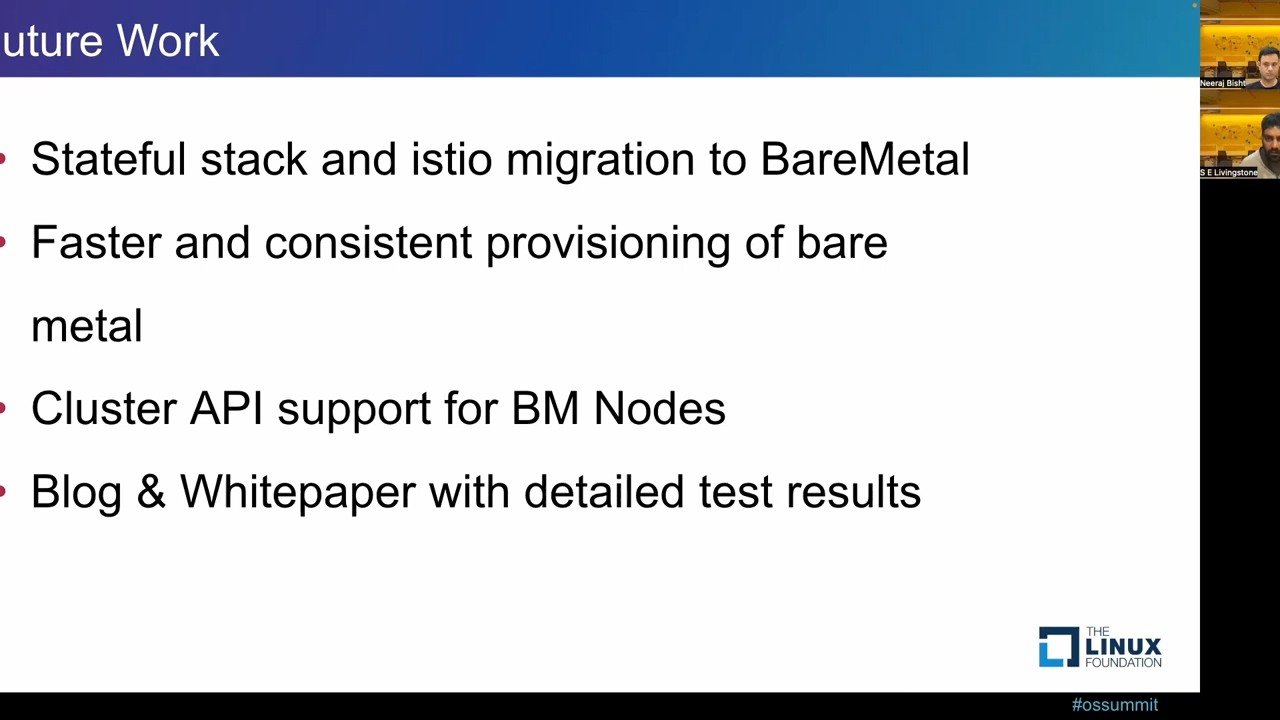 uture Work
• Stateful stack and istio migration to BareMetal
• Faster and consistent provisioning of bare
metal
• Cluster API support for BM Nodes
• Blog & Whitepaper with detailed test results
THE
LINUX
FOUNDATION
#ossummit
Neeraj Bisht
S E Livingstone